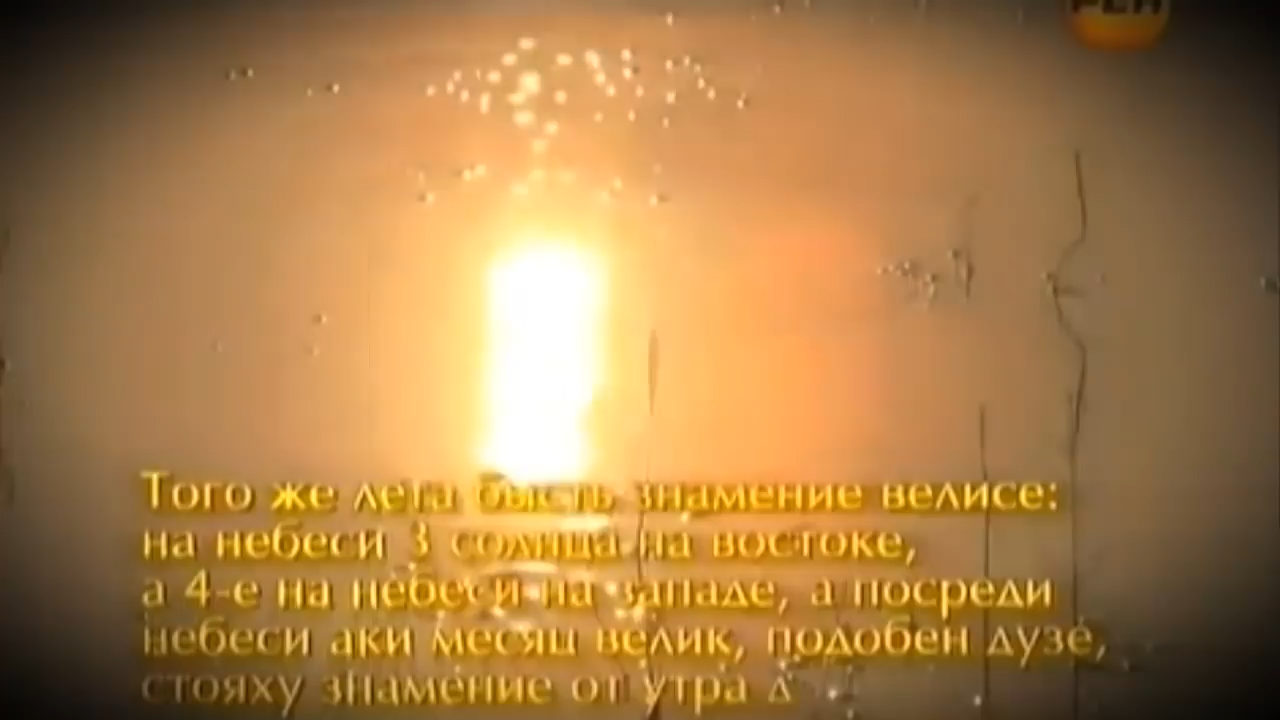 РЕН
Того же лета бысть знамение велисе:
на небеси 3 солнца на востоке,
а 4-е на небеси на западе, а посреди
небеси аки месяц велик, подобен дузе,
стояху знамение от утра д